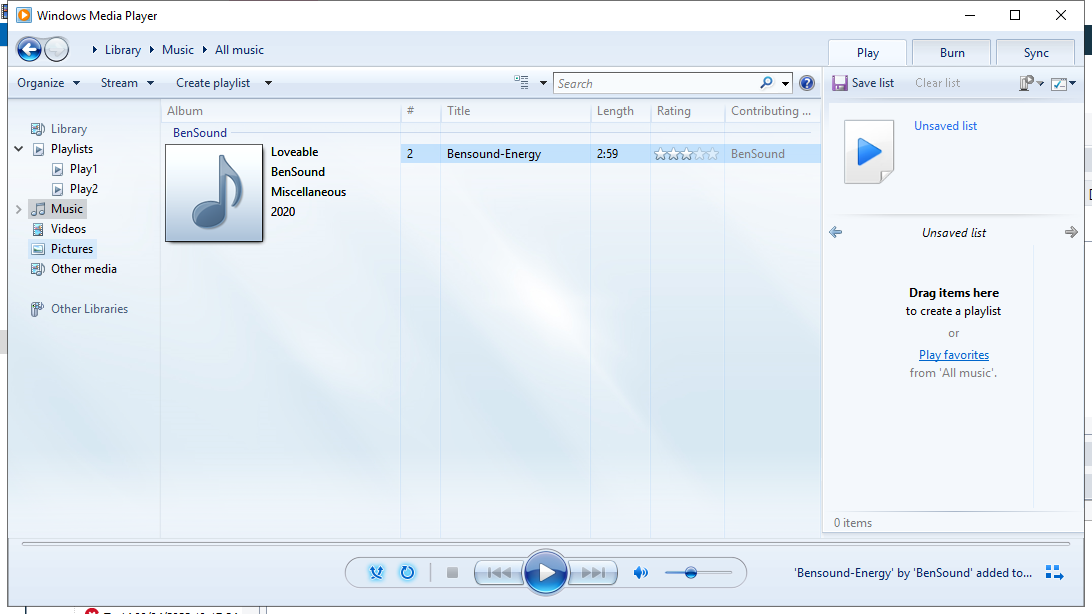 Windows Media Player
Library Music All music
Play Burn Sync
Organize Stream Create playlist Search Save list Clear list
Album # Title Length Rating Contributing ...
BenSound
Library
Playlists
Play1
Play2
Music
Videos
Pictures
Other media
Other Libraries
Loveable
BenSound
Miscellaneous
2020
2 Bensound-Energy 2:59 BenSound
Unsaved list
Unsaved list
Drag items here
to create a playlist
or
Play favorites
from 'All music'.
0 items
'Bensound-Energy' by 'BenSound' added to...